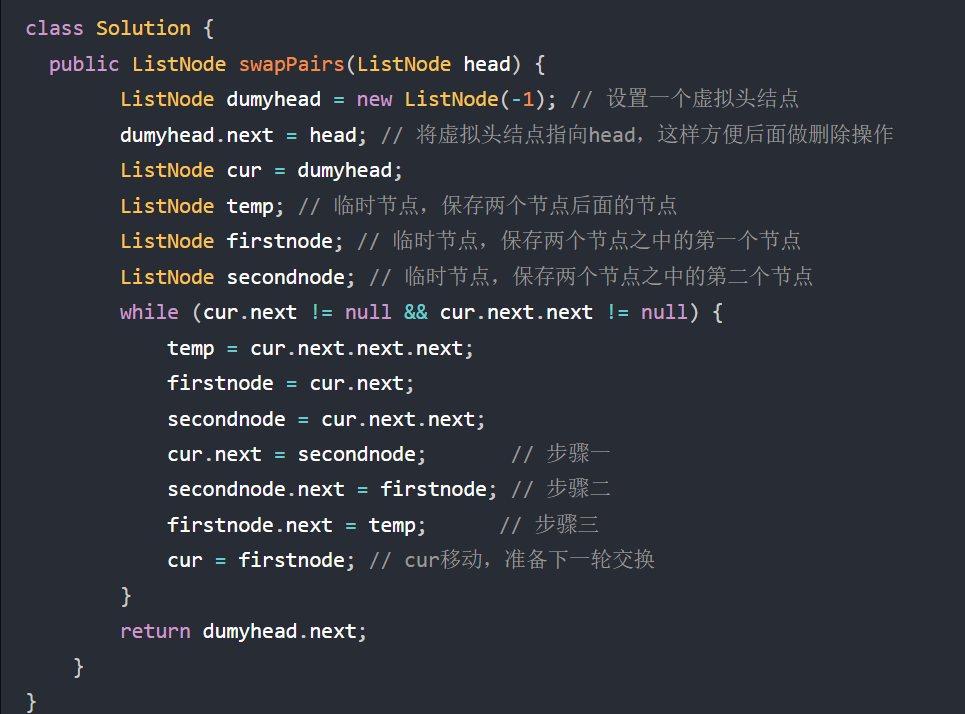 class Solution {
  public ListNode swapPairs(ListNode head) {
        ListNode dumyhead = new ListNode(-1); // 设置一个虚拟头结点
        dumyhead.next = head; // 将虚拟头结点指向head，这样方便后面做删除操作
        ListNode cur = dumyhead;
        ListNode temp; // 临时节点，保存两个节点后面的节点
        ListNode firstnode; // 临时节点，保存两个节点之中的第一个节点
        ListNode secondnode; // 临时节点，保存两个节点之中的第二个节点
        while (cur.next != null && cur.next.next != null) {
            temp = cur.next.next.next;
            firstnode = cur.next;
            secondnode = cur.next.next;
            cur.next = secondnode;       // 步骤一
            secondnode.next = firstnode; // 步骤二
            firstnode.next = temp;      // 步骤三
            cur = firstnode; // cur移动，准备下一轮交换
        }
        return dumyhead.next;
    }
}